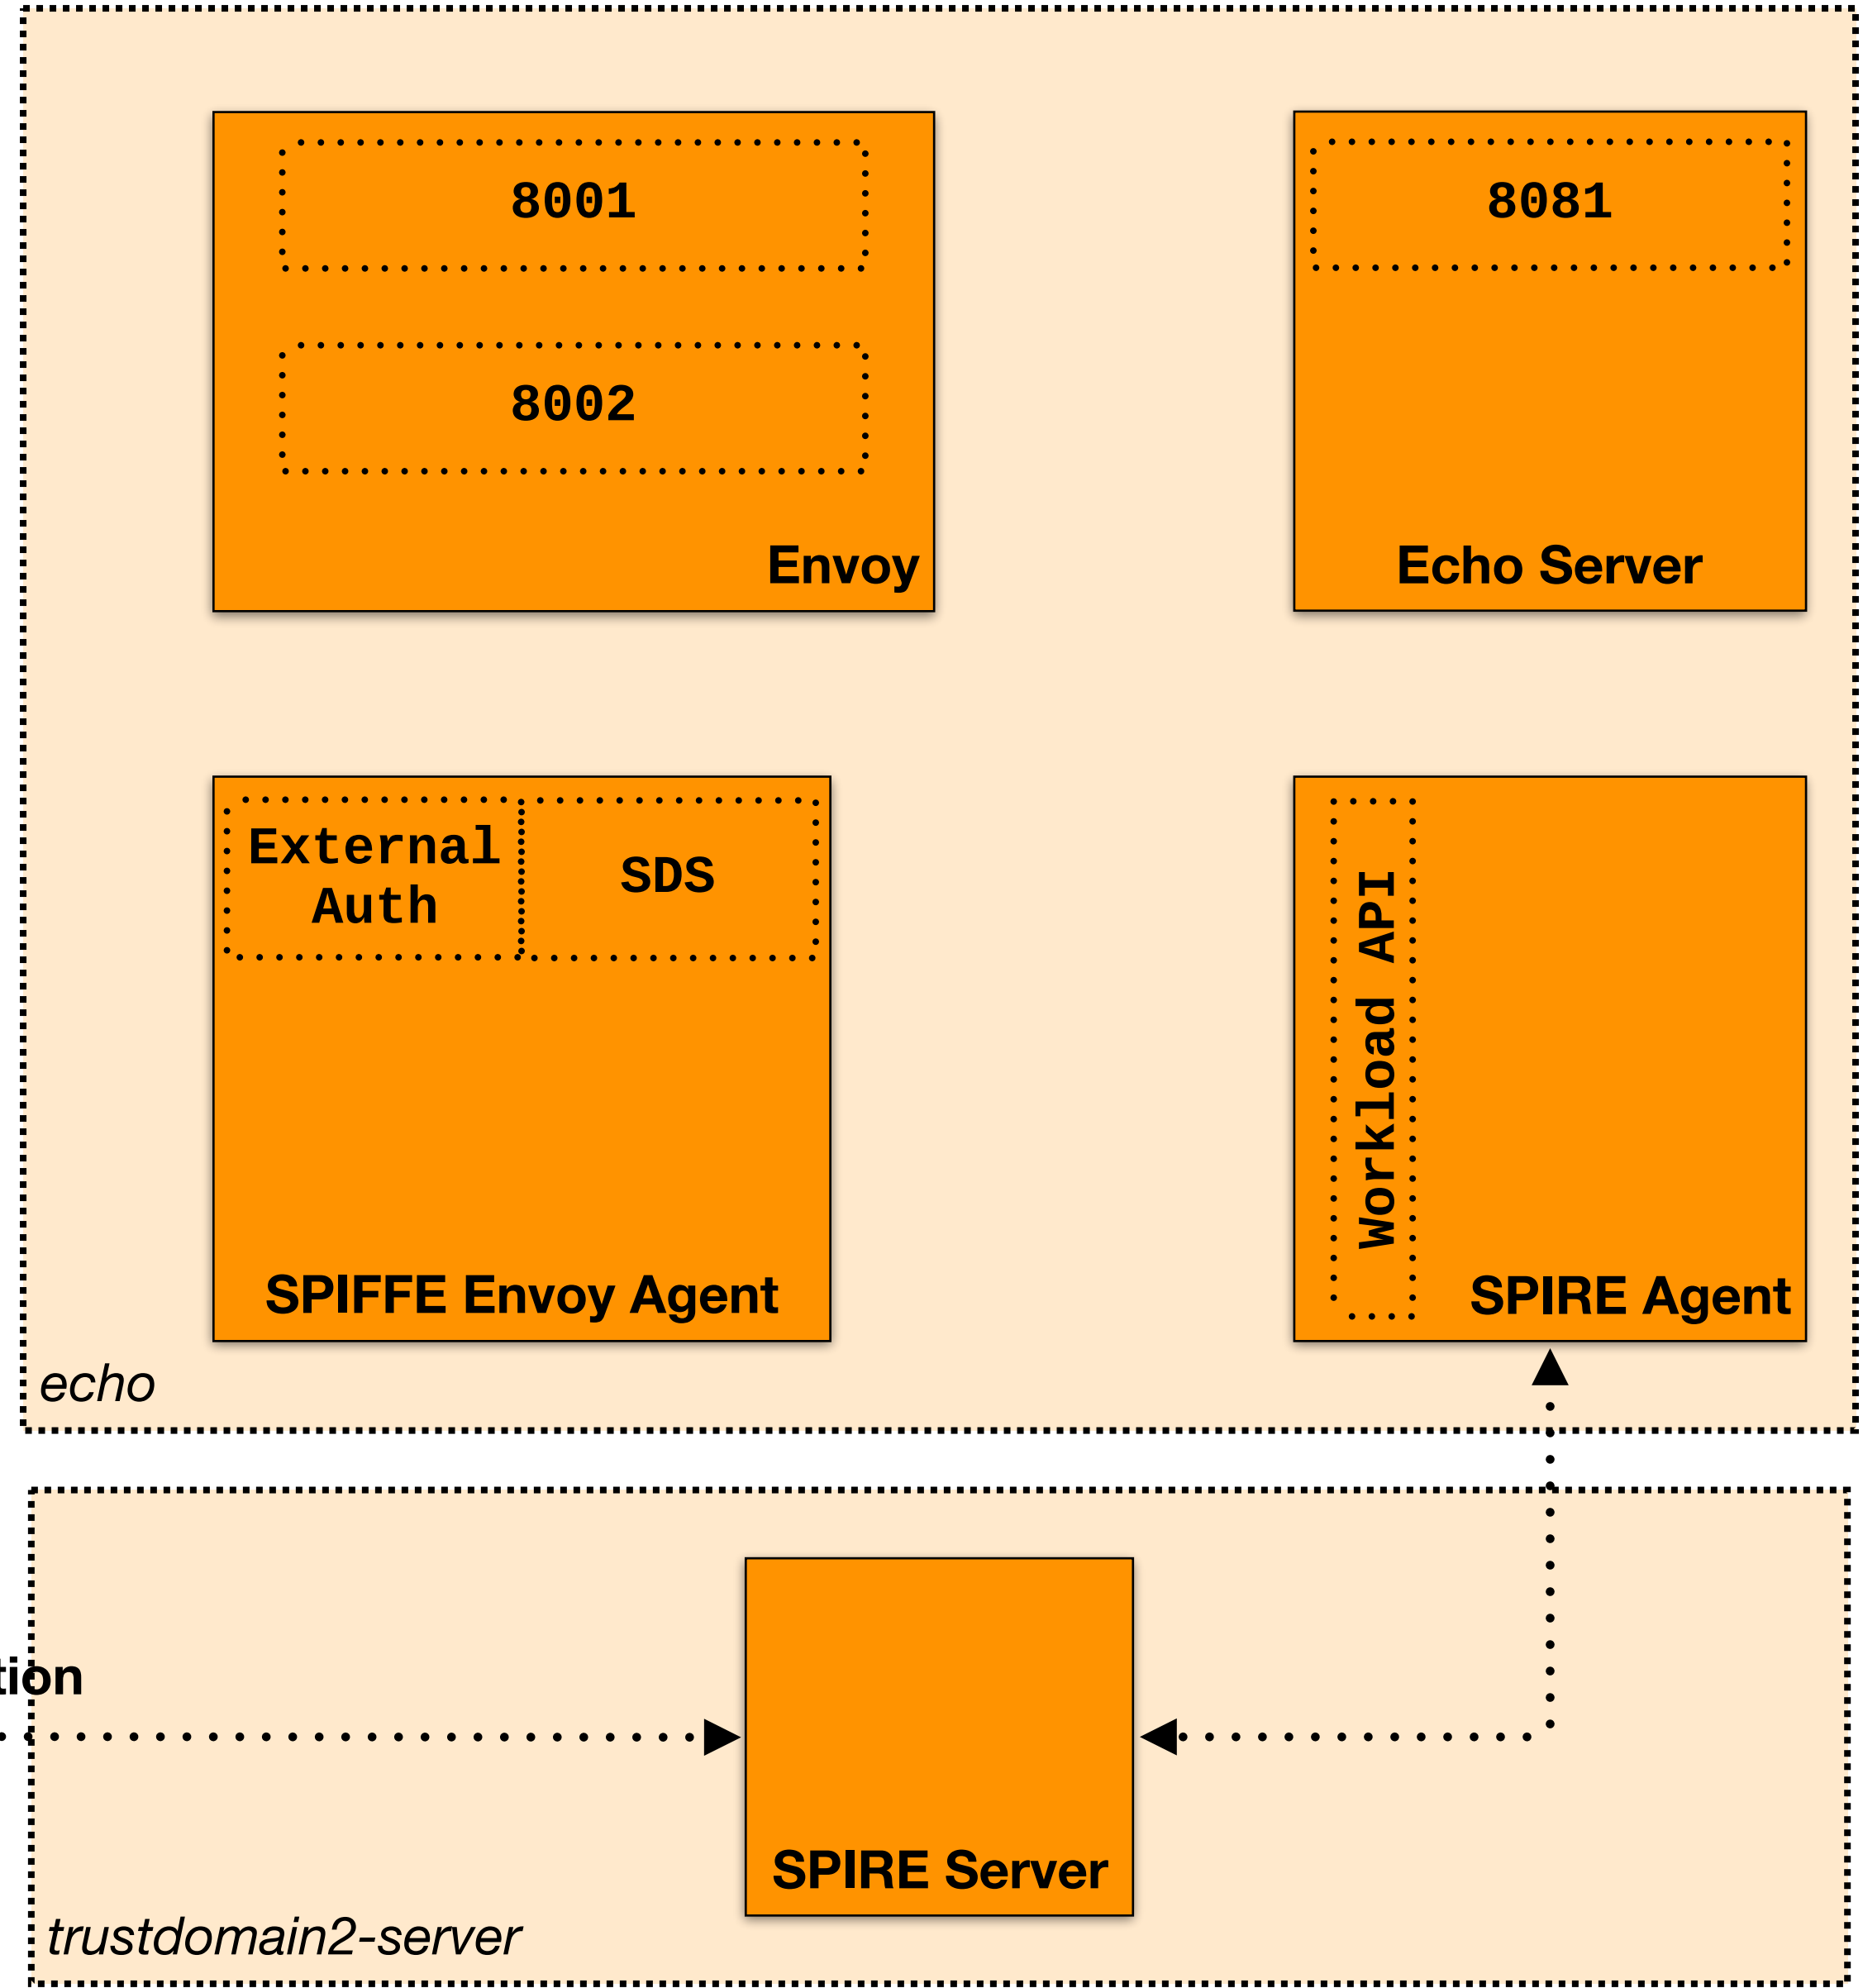 8001
8081
8002
Envoy
Echo Server
External
Auth
SDS
Workload API
SPIFFE Envoy Agent
SPIRE Agent
echo
SPIRE Server
trustdomain2-server